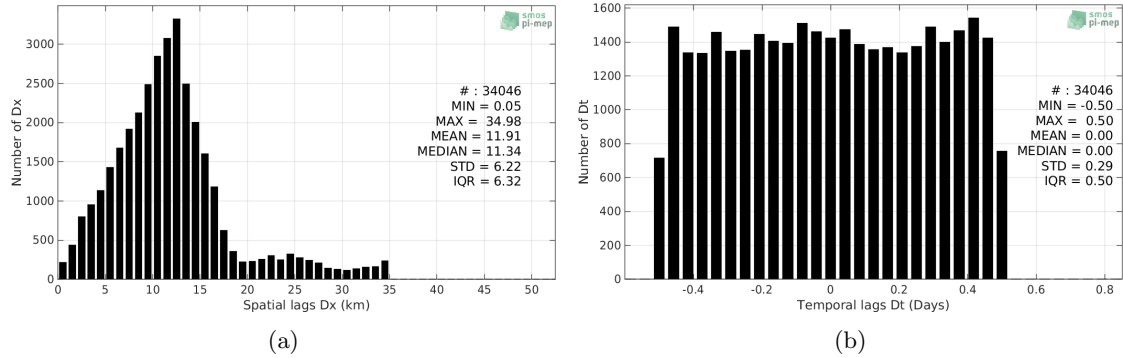 smos
pi-mep
3000
2500
2000
1500
1000
500
0
Number of Dx
# : 34046
MIN = 0.05
MAX = 34.98
MEAN = 11.91
MEDIAN = 11.34
STD = 6.22
IQR = 6.32
0 5 10 15 20 25 30 35 40 45 50
Spatial lags Dx (km)
(a)
smos
pi-mep
1600
1400
1200
1000
800
600
400
200
0
Number of Dt
# : 34046
MIN = -0.50
MAX = 0.50
MEAN = 0.00
MEDIAN = 0.00
STD = 0.29
IQR = 0.50
-0.4 -0.2 0 0.2 0.4 0.6 0.8
Temporal lags Dt (Days)
(b)